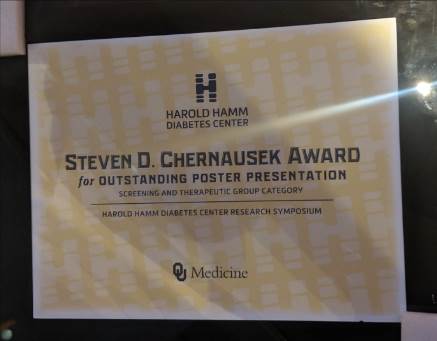 HAROLD HAMM
DIABETES CENTER
STEVEN D. CHERNAUSEK AWARD
for OUTSTANDING POSTER PRESENTATION
SCREENING AND THERAPEUTIC GROUP CATEGORY
HAROLD HAMM DIABETES CENTER RESEARCH SYMPOSIUM
OU Medicine